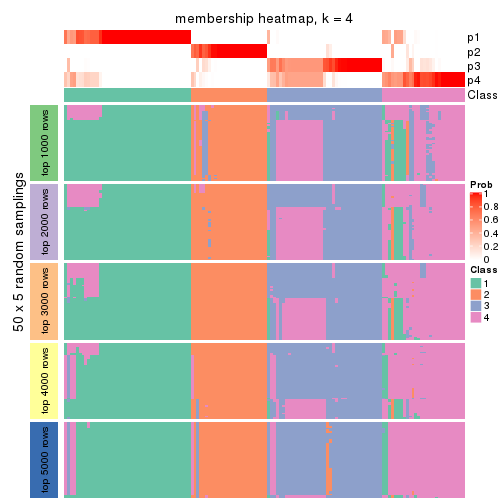 membership heatmap, k = 4
p1
p2
p3
p4
Class
50 x 5 random samplings
top 1000 rows
top 2000 rows
top 3000 rows
top 4000 rows
top 5000 rows
Prob
1
0.8
0.6
0.4
0.2
0
Class
1
2
3
4